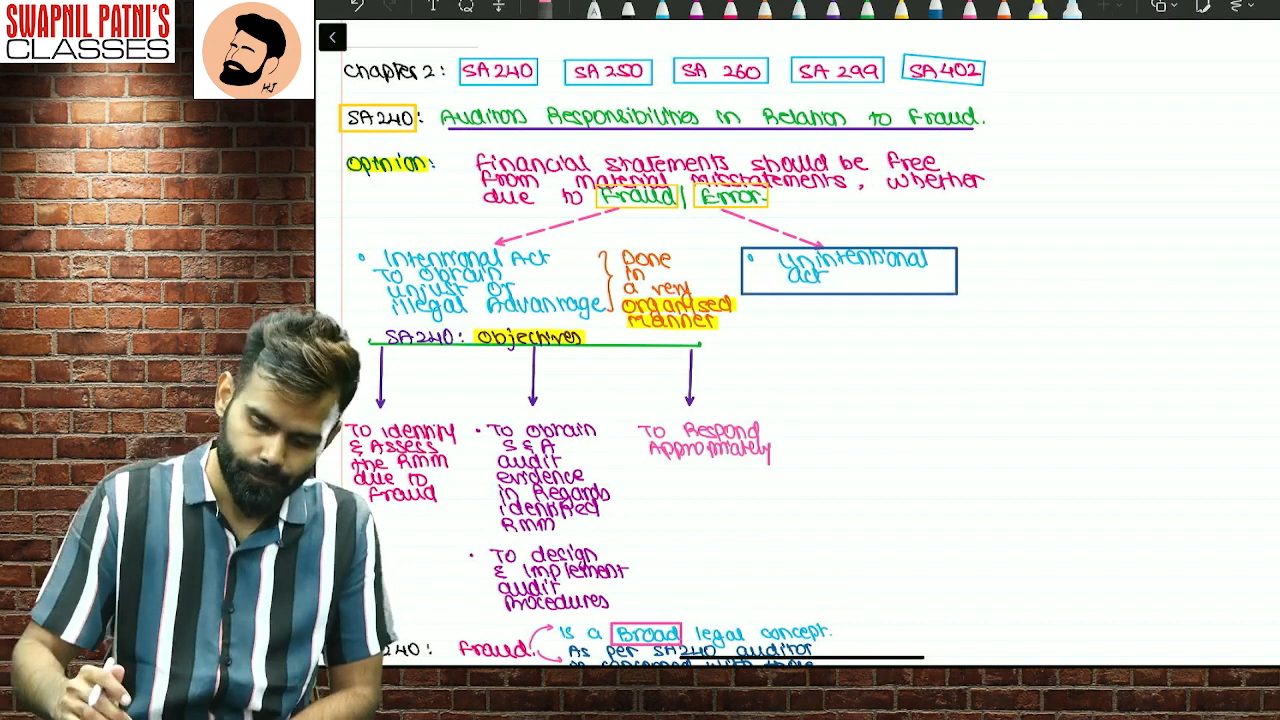 SWAPNIL PATNI'S
CLASSES
HJ
Chapter 2: SA 240 SA 250 SA 260 SA 299 SA 402
SA 240: Auditors Responsibilities in Relation to Fraud.
Opinion: Financial statements should be free
from material misstatements, whether
due to Fraud / Error.
• Intentional Act
To obtain
unjust or
illegal Advantage
Done
in
a very
organised
manner
• unintentional
act
SA 240: Objectives
To identify
& Assess
the RMM
due to
fraud
• To obtain
S & A
audit
evidence
in Regards
identified
RMM
• To design
& implement
audit
Procedures
To Respond
Appropriately
240: Fraud. Is a Broad legal concept.
As per SA 240 auditor